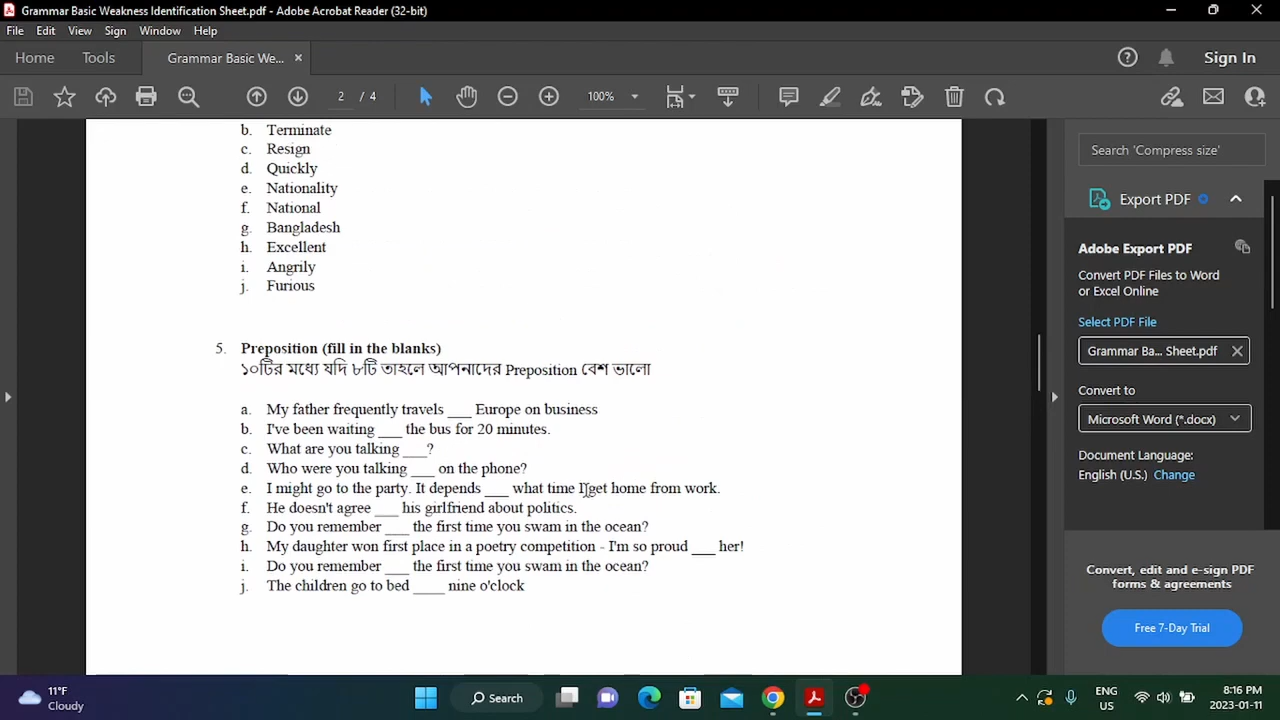 Grammar Basic Weakness Identification Sheet.pdf - Adobe Acrobat Reader (32-bit)
File Edit View Sign Window Help
Home Tools Grammar Basic We... × Sign In
2 / 4 100%
b. Terminate
c. Resign
d. Quickly
e. Nationality
f. National
g. Bangladesh
h. Excellent
i. Angrily
j. Furious
5. Preposition (fill in the blanks)
১০টির মধ্যে যদি ৮টি তাহলে আপনাদের Preposition বেশ ভালো
a. My father frequently travels ___ Europe on business
b. I've been waiting ___ the bus for 20 minutes.
c. What are you talking ___?
d. Who were you talking ___ on the phone?
e. I might go to the party. It depends ___ what time I get home from work.
f. He doesn't agree ___ his girlfriend about politics.
g. Do you remember ___ the first time you swam in the ocean?
h. My daughter won first place in a poetry competition - I'm so proud ___ her!
i. Do you remember ___ the first time you swam in the ocean?
j. The children go to bed ____ nine o'clock
Search 'Compress size'
Export PDF
Adobe Export PDF
Convert PDF Files to Word
or Excel Online
Select PDF File
Grammar Ba... Sheet.pdf
Convert to
Microsoft Word (*.docx)
Document Language:
English (U.S.) Change
Convert, edit and e-sign PDF
forms & agreements
Free 7-Day Trial
11°F
Cloudy
Search
ENG
US
8:16 PM
2023-01-11